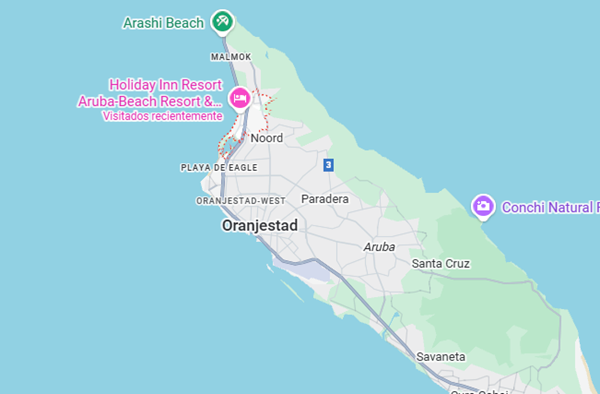 Arashi Beach
MALMOK
Holiday Inn Resort
Aruba-Beach Resort &...
Visitados recientemente
Noord
3
PLAYA DE EAGLE
ORANJESTAD-WEST
Paradera
Conchi Natural
Oranjestad
Aruba
Santa Cruz
Savaneta